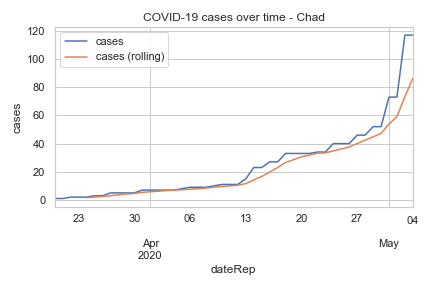 COVID-19 cases over time - Chad
cases
cases (rolling)
120
100
80
60
40
20
0
cases
23
30
06
13
20
27
04
Apr
2020
May
dateRep